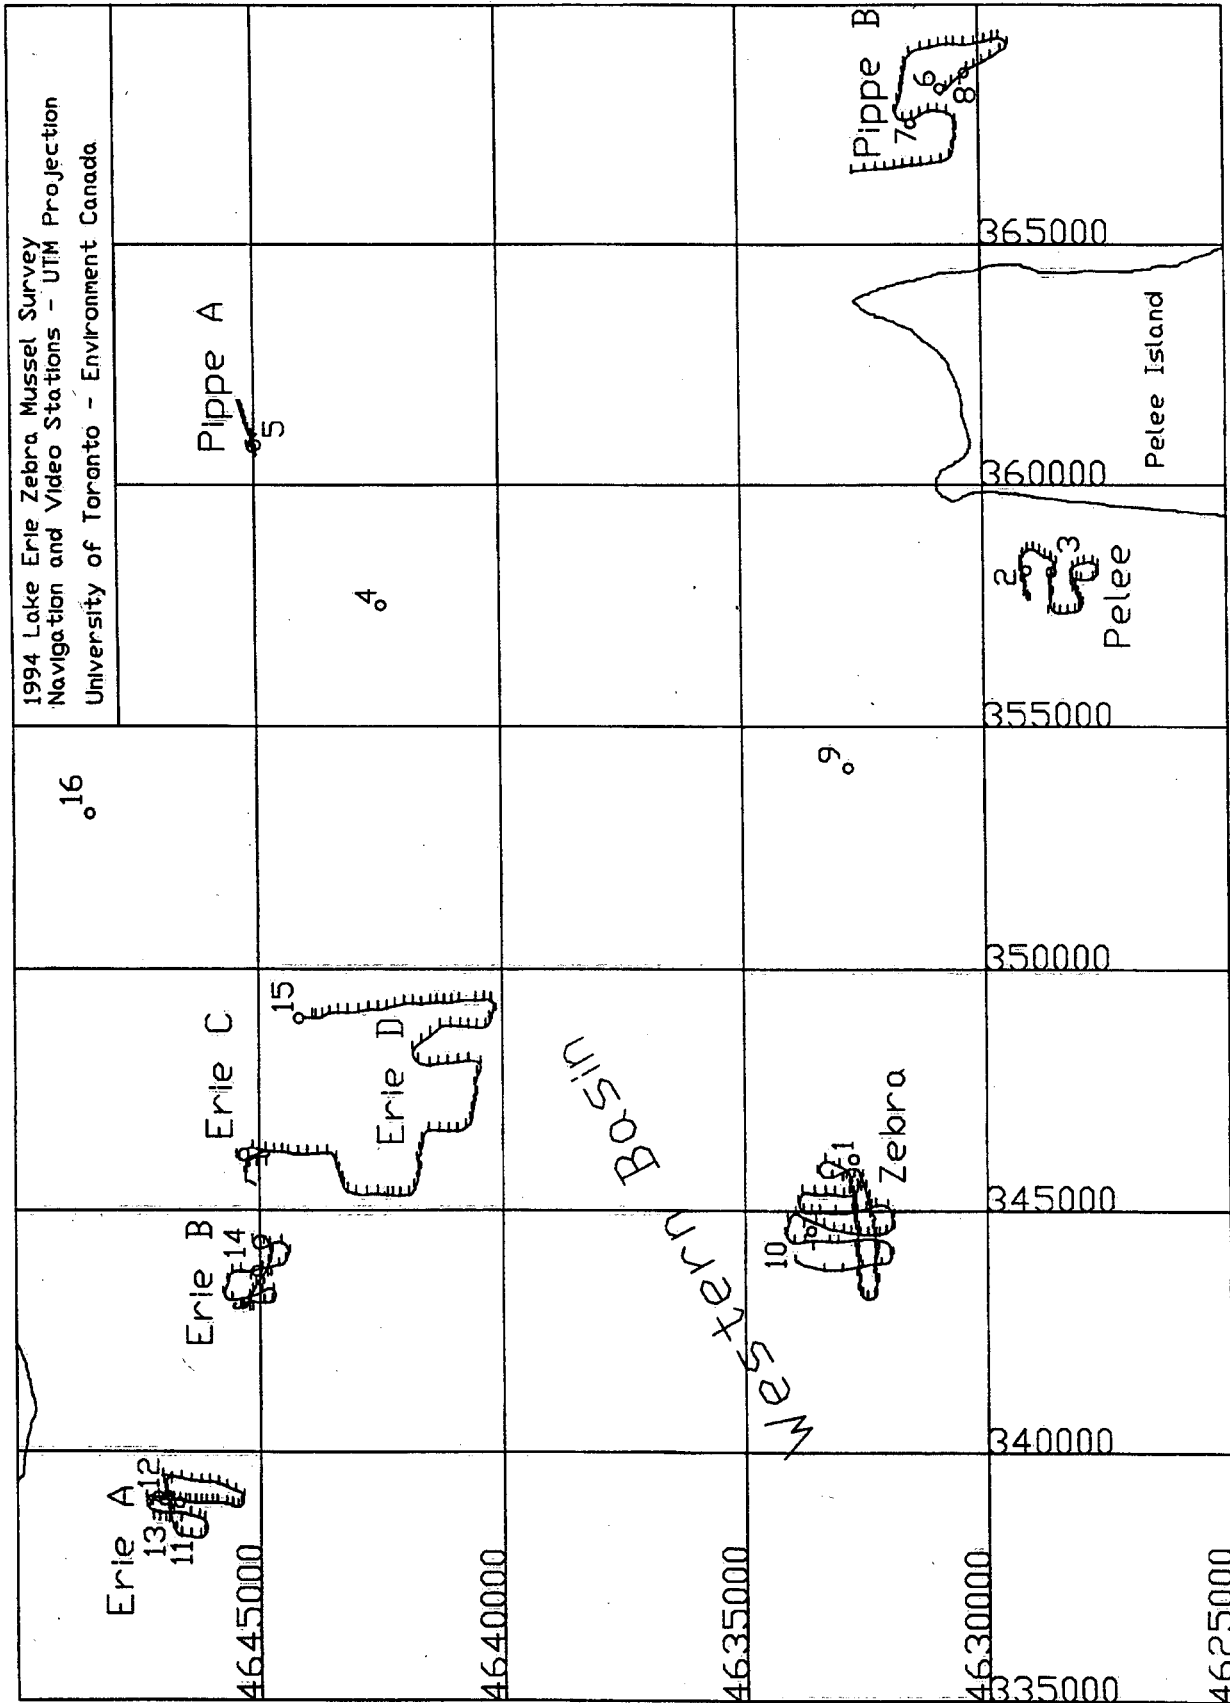 1994 Lake Erie Zebra Mussel Survey
Navigation and Video Stations - UTM Projection
University of Toronto - Environment Canada
16
Erie A
13
12
11
Erie B
14
Erie C
15
Erie D
4
Pippe A
5
4645000
4640000
Western Basin
4635000
10
1
Zebra
9
Pippe B
7
6
8
2
3
Pelee
Pelee Island
4630000
4625000
335000
340000
345000
350000
355000
360000
365000